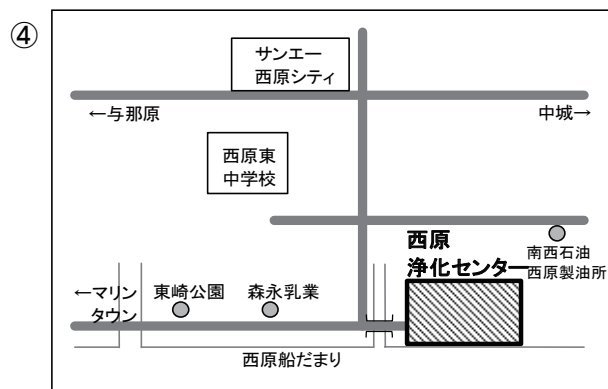 ④
サンエー
西原シティ
←与那原
中城→
西原東
中学校
西原
浄化センター
南西石油
西原製油所
←マリン
タウン
東崎公園
森永乳業
西原船だまり